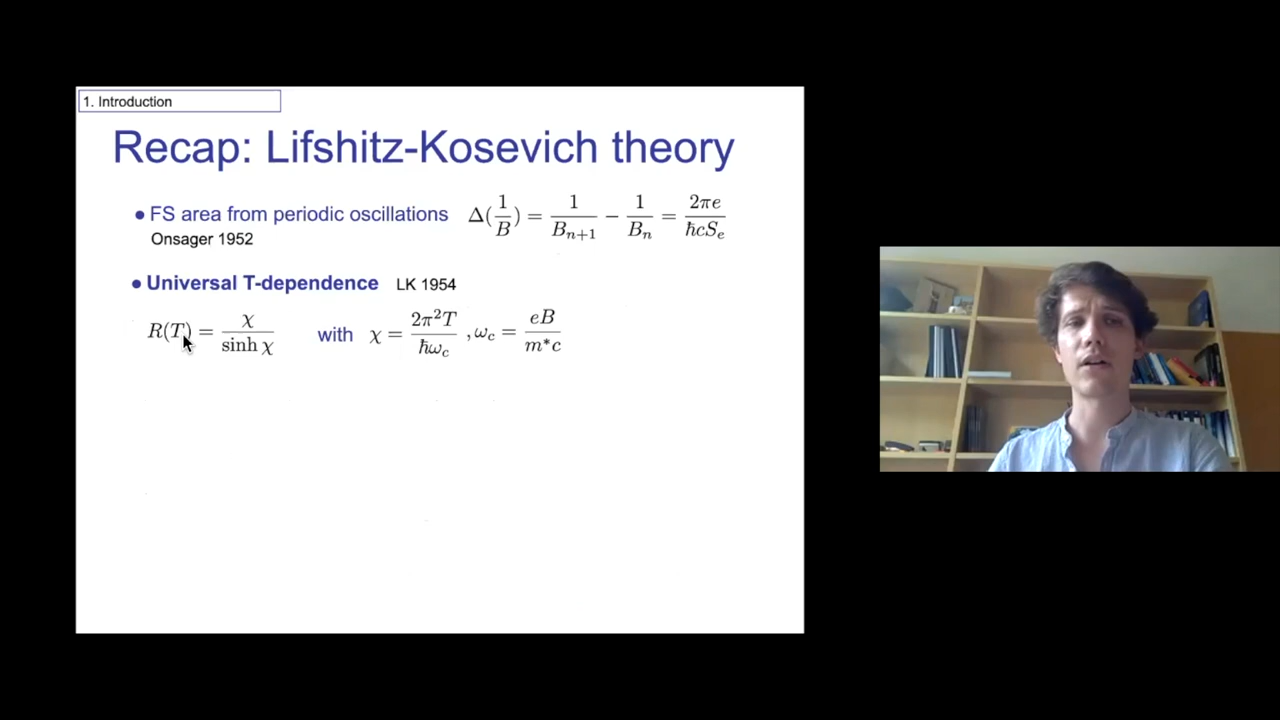 1. Introduction
Recap: Lifshitz-Kosevich theory
● FS area from periodic oscillations Δ(1/B) = 1/B_{n+1} − 1/B_n = 2πe/ħcS_e
Onsager 1952
● Universal T-dependence LK 1954
R(T) = χ/sinh χ with χ = 2π²T/ħω_c , ω_c = eB/m*c